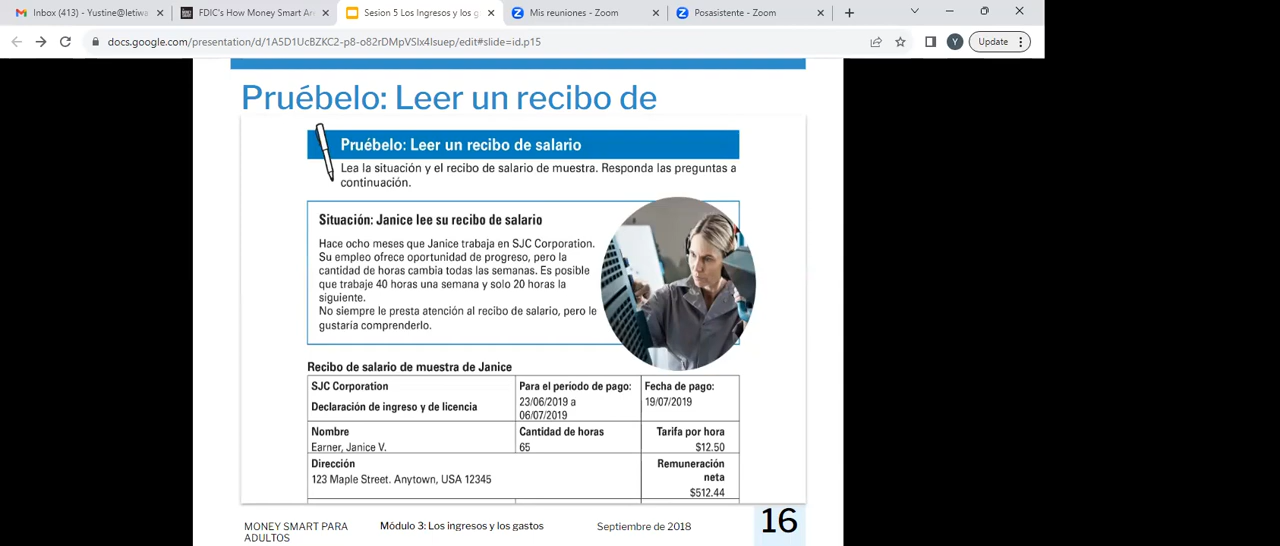 Inbox (413) - Yustine@letiwa
FDIC's How Money Smart Are
Sesion 5 Los Ingresos y los g
Mis reuniones - Zoom
Posasistente - Zoom
docs.google.com/presentation/d/1A5D1UcBZKC2-p8-o82rDMpVSlx4lsuep/edit#slide=id.p15
Y
Update
Pruébelo: Leer un recibo de
Pruébelo: Leer un recibo de salario
Lea la situación y el recibo de salario de muestra. Responda las preguntas a
continuación.
Situación: Janice lee su recibo de salario
Hace ocho meses que Janice trabaja en SJC Corporation.
Su empleo ofrece oportunidad de progreso, pero la
cantidad de horas cambia todas las semanas. Es posible
que trabaje 40 horas una semana y solo 20 horas la
siguiente.
No siempre le presta atención al recibo de salario, pero le
gustaría comprenderlo.
Recibo de salario de muestra de Janice
SJC Corporation
Declaración de ingreso y de licencia
Para el período de pago:
23/06/2019 a
06/07/2019
Fecha de pago:
19/07/2019
Nombre
Earner, Janice V.
Cantidad de horas
65
Tarifa por hora
$12.50
Dirección
123 Maple Street. Anytown, USA 12345
Remuneración
neta
$512.44
MONEY SMART PARA
ADULTOS
Módulo 3: Los ingresos y los gastos
Septiembre de 2018
16